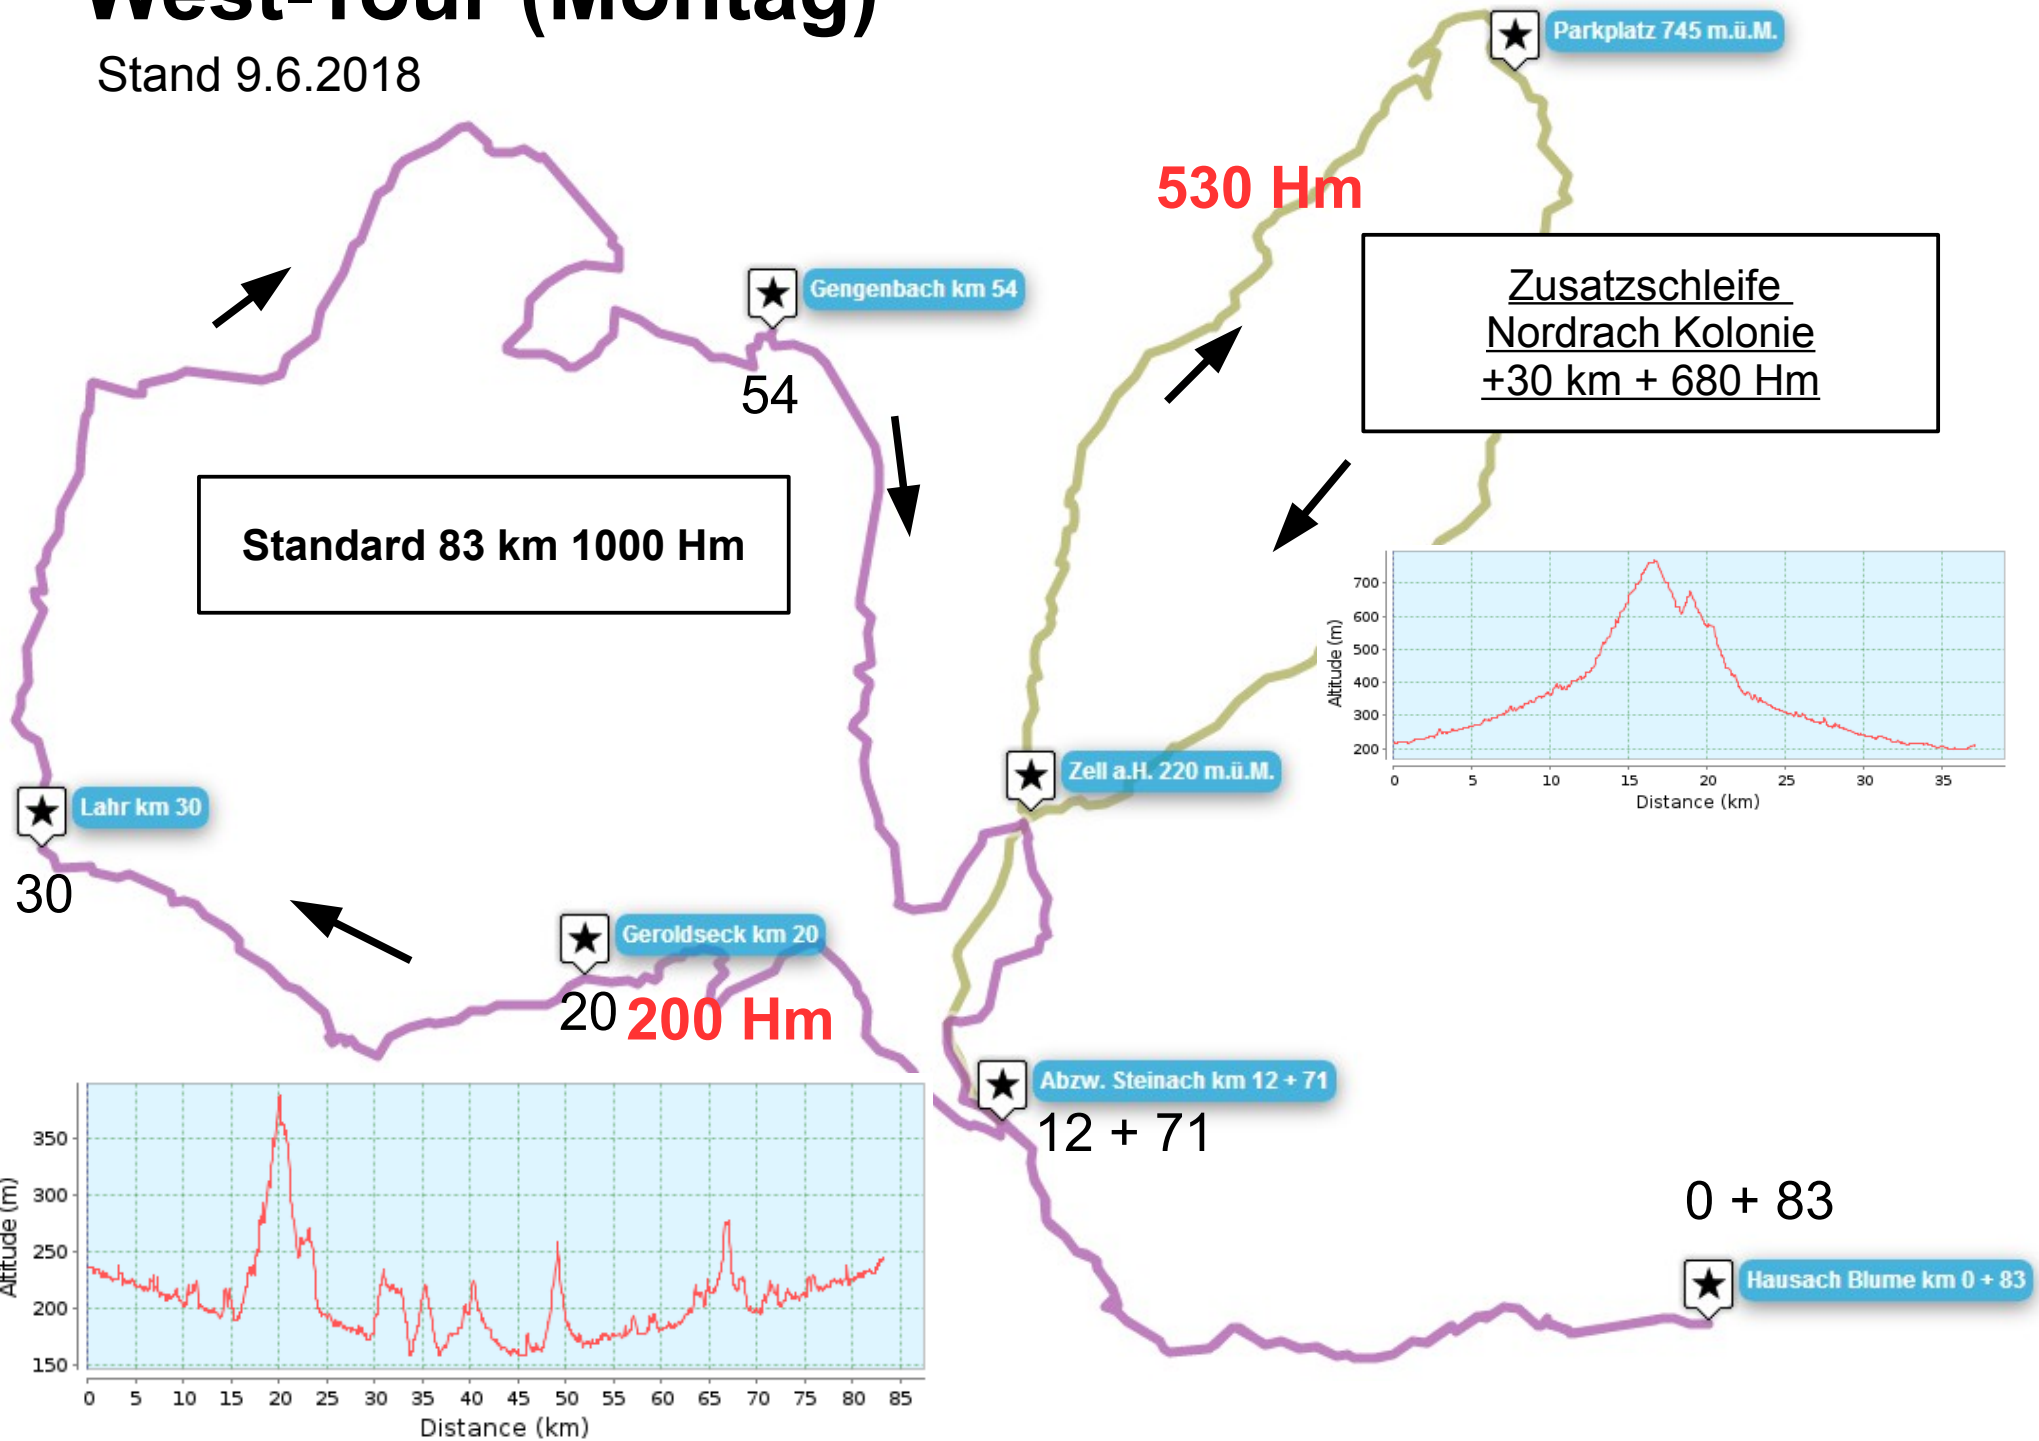 West-Tour (Montag)
Stand 9.6.2018
Parkplatz 745 m.ü.M.
530 Hm
Zusatzschleife
Nordrach Kolonie
+30 km + 680 Hm
Gengenbach km 54
54
Standard 83 km 1000 Hm
700
600
500
400
300
200
Altitude (m)
0 5 10 15 20 25 30 35
Distance (km)
Zell a.H. 220 m.ü.M.
Lahr km 30
30
Geroldseck km 20
20
200 Hm
Abzw. Steinach km 12 + 71
12 + 71
0 + 83
Hausach Blume km 0 + 83
350
300
250
200
150
Altitude (m)
0 5 10 15 20 25 30 35 40 45 50 55 60 65 70 75 80 85
Distance (km)